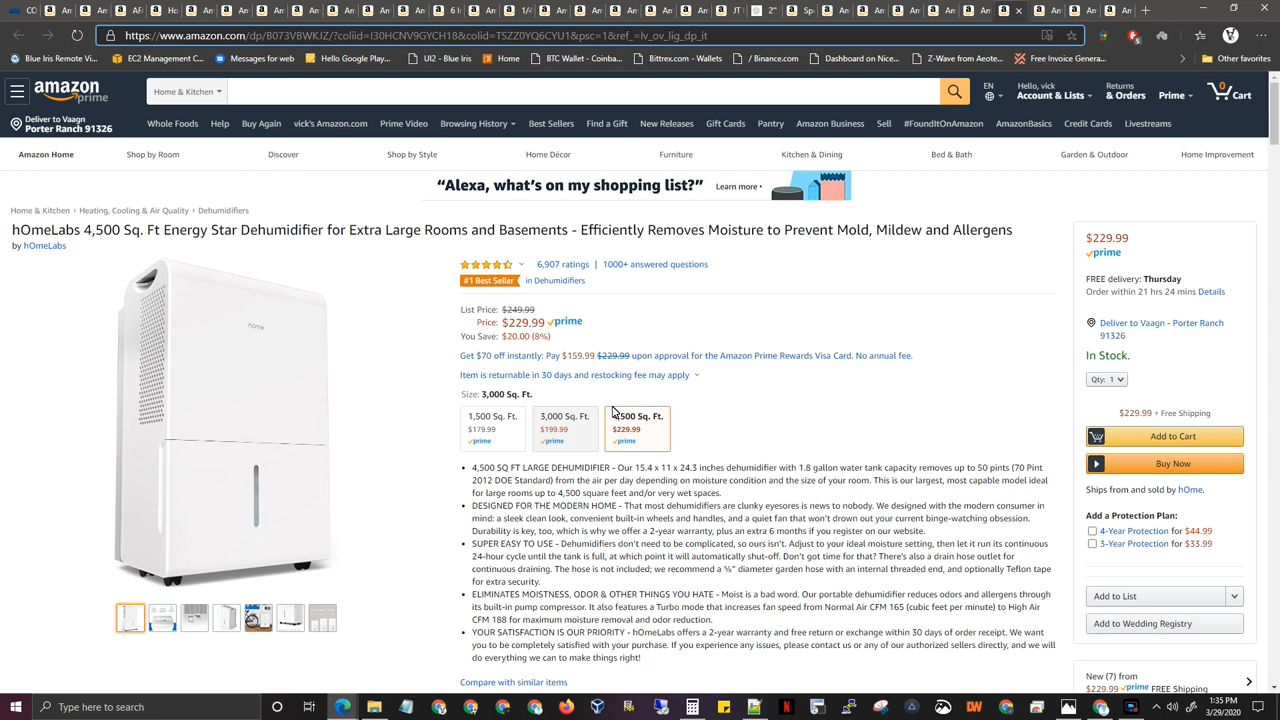 CO
CJ
2"
Sp
https://www.amazon.com/dp/B073VBWKJZ/?coliid=I30HCNV9GYCH18&colid=TSZZ0YQ6CYU1&psc=1&ref_=lv_ov_lig_dp_it
Blue Iris Remote Vi...
EC2 Management C...
Messages for web
Hello Google Play...
UI2 - Blue Iris
Home
BTC Wallet - Coinba...
Bittrex.com - Wallets
/ Binance.com
Dashboard on Nice...
Z-Wave from Aeote...
Free Invoice Genera...
Other favorites
amazon
prime
Home & Kitchen
EN
Hello, vick
Account & Lists
Returns
& Orders
Prime
0
Cart
Deliver to Vaagn
Porter Ranch 91326
Whole Foods
Help
Buy Again
vick's Amazon.com
Prime Video
Browsing History
Best Sellers
Find a Gift
New Releases
Gift Cards
Pantry
Amazon Business
Sell
#FoundItOnAmazon
AmazonBasics
Credit Cards
Livestreams
Amazon Home
Shop by Room
Discover
Shop by Style
Home Décor
Furniture
Kitchen & Dining
Bed & Bath
Garden & Outdoor
Home Improvement
“Alexa, what’s on my shopping list?”
Learn more ›
Home & Kitchen › Heating, Cooling & Air Quality › Dehumidifiers
hOmeLabs 4,500 Sq. Ft Energy Star Dehumidifier for Extra Large Rooms and Basements - Efficiently Removes Moisture to Prevent Mold, Mildew and Allergens
by hOmeLabs
6,907 ratings | 1000+ answered questions
#1 Best Seller in Dehumidifiers
home
List Price: $249.99
Price: $229.99 prime
You Save: $20.00 (8%)
Get $70 off instantly: Pay $159.99 $229.99 upon approval for the Amazon Prime Rewards Visa Card. No annual fee.
Item is returnable in 30 days and restocking fee may apply
Size: 3,000 Sq. Ft.
1,500 Sq. Ft.
$179.99
prime
3,000 Sq. Ft.
$199.99
prime
500 Sq. Ft.
$229.99
prime
• 4,500 SQ FT LARGE DEHUMIDIFIER - Our 15.4 x 11 x 24.3 inches dehumidifier with 1.8 gallon water tank capacity removes up to 50 pints (70 Pint
2012 DOE Standard) from the air per day depending on moisture condition and the size of your room. This is our largest, most capable model ideal
for large rooms up to 4,500 square feet and/or very wet spaces.
• DESIGNED FOR THE MODERN HOME - That most dehumidifiers are clunky eyesores is news to nobody. We designed with the modern consumer in
mind: a sleek clean look, convenient built-in wheels and handles, and a quiet fan that won't drown out your current binge-watching obsession.
Durability is key, too, which is why we offer a 2-year warranty, plus an extra 6 months if you register on our website.
• SUPER EASY TO USE - Dehumidifiers don't need to be complicated, so ours isn't. Adjust to your ideal moisture setting, then let it run its continuous
24-hour cycle until the tank is full, at which point it will automatically shut-off. Don't got time for that? There's also a drain hose outlet for
continuous draining. The hose is not included; we recommend a ⅝” diameter garden hose with an internal threaded end, and optionally Teflon tape
for extra security.
• ELIMINATES MOISTNESS, ODOR & OTHER THINGS YOU HATE - Moist is a bad word. Our portable dehumidifier reduces odors and allergens through
its built-in pump compressor. It also features a Turbo mode that increases fan speed from Normal Air CFM 165 (cubic feet per minute) to High Air
CFM 188 for maximum moisture removal and odor reduction.
• YOUR SATISFACTION IS OUR PRIORITY - hOmeLabs offers a 2-year warranty and free return or exchange within 30 days of order receipt. We want
you to be completely satisfied with your purchase. If you experience any issues, please contact us or any of our authorized sellers directly, and we will
do everything we can to make things right!
Compare with similar items
$229.99
prime
FREE delivery: Thursday
Order within 21 hrs 24 mins Details
Deliver to Vaagn - Porter Ranch
91326
In Stock.
Qty: 1
$229.99 + Free Shipping
Add to Cart
Buy Now
Ships from and sold by hOme.
Add a Protection Plan:
4-Year Protection for $44.99
3-Year Protection for $33.99
Add to List
Add to Wedding Registry
New (7) from
$229.99 prime FREE Shipping
Type here to search
1:35 PM
3/29/2020